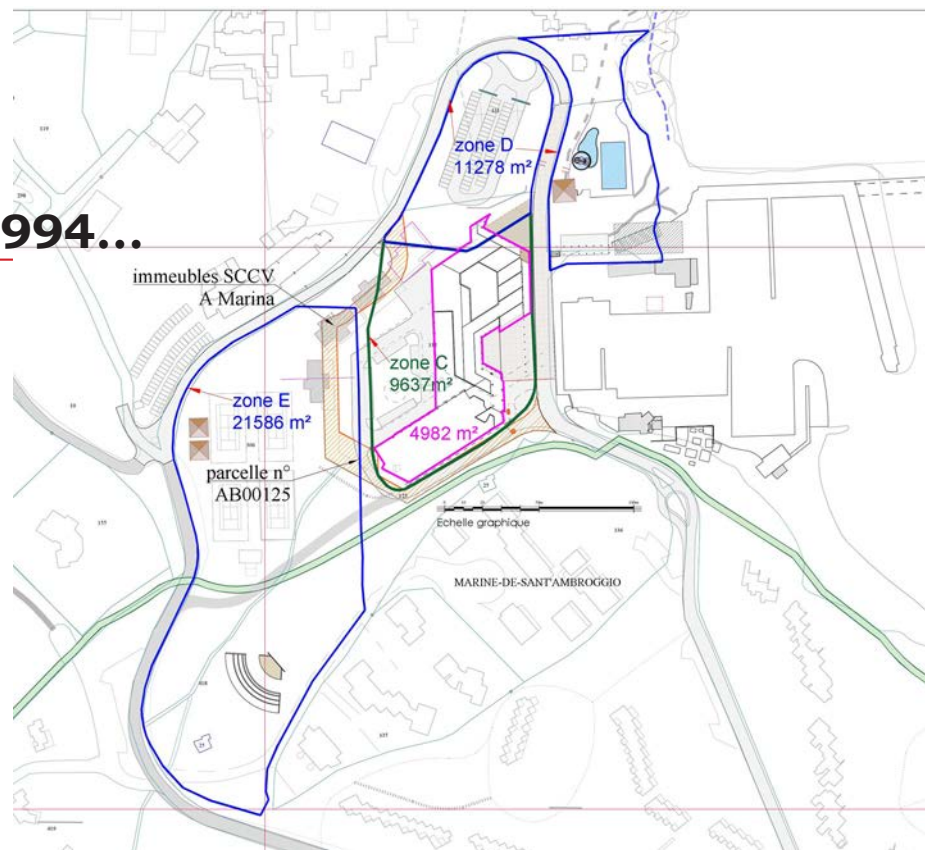 994...
zone D
11278 m²
immeubles SCCV
A Marina
zone C
9637m²
zone E
21586 m²
4982 m²
parcelle n°
AB00125
Echelle graphique
MARINE-DE-SANT'AMBROGGIO